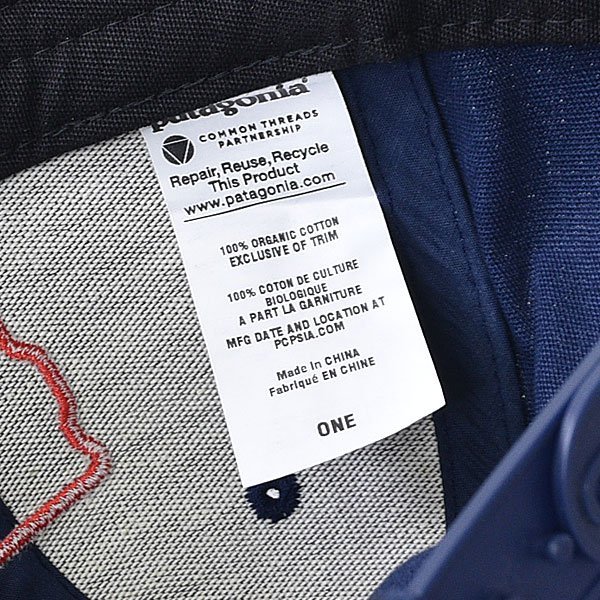 patagonia®
COMMON THREADS
PARTNERSHIP
Repair, Reuse, Recycle
This Product
www.patagonia.com
100% ORGANIC COTTON
EXCLUSIVE OF TRIM
100% COTON DE CULTURE
BIOLOGIQUE
A PART LA GARNITURE
MFG DATE AND LOCATION AT
PCPSIA.COM
Made in CHINA
Fabriqué en CHINE
ONE